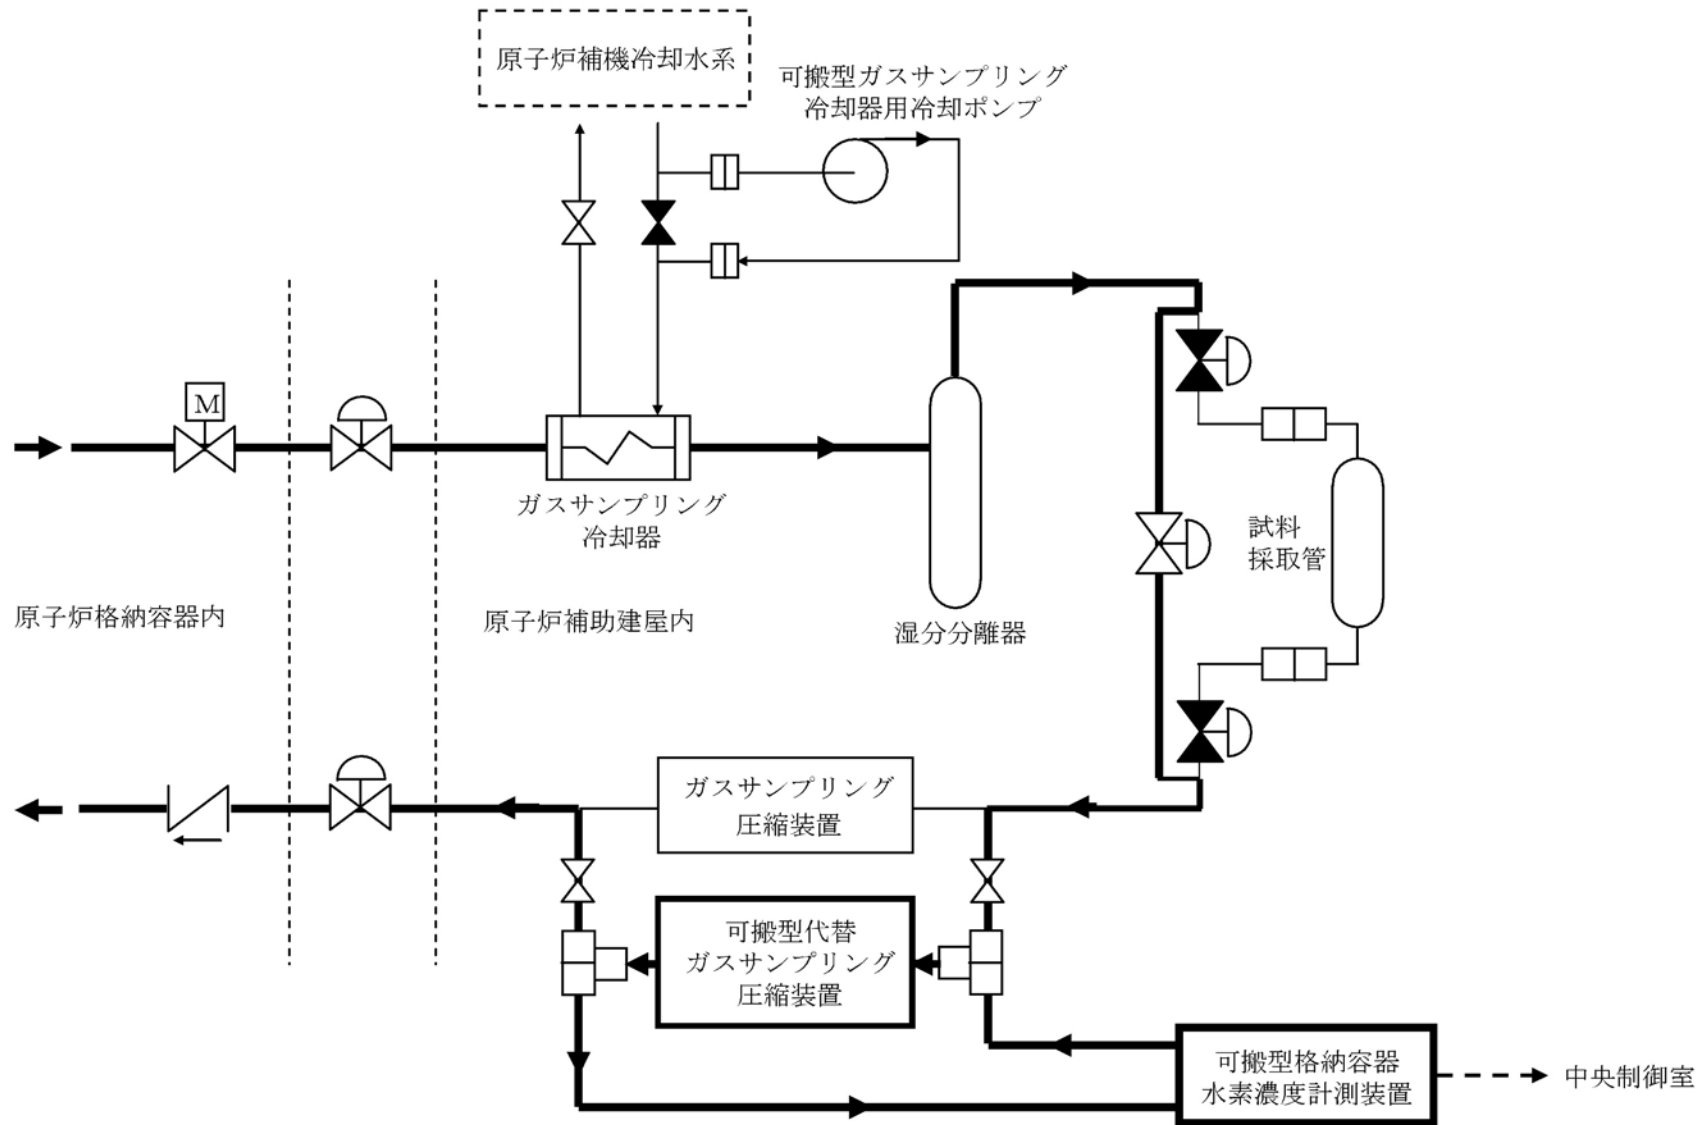 原子炉補機冷却水系
可搬型ガスサンプリング
冷却器用冷却ポンプ
M
ガスサンプリング
冷却器
試料
採取管
原子炉格納容器内
原子炉補助建屋内
湿分分離器
ガスサンプリング
圧縮装置
可搬型代替
ガスサンプリング
圧縮装置
可搬型格納容器
水素濃度計測装置
中央制御室